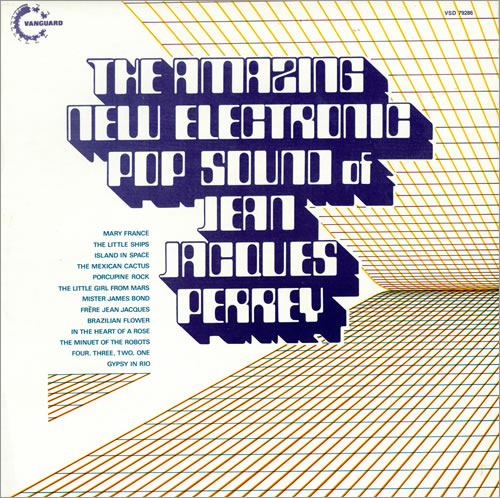 VANGUARD
VSD 79286
THE AMAZING
NEW ELECTRONIC
POP SOUND of
JEAN
JACQUES
PERREY
MARY FRANCE
THE LITTLE SHIPS
ISLAND IN SPACE
THE MEXICAN CACTUS
PORCUPINE ROCK
THE LITTLE GIRL FROM MARS
MISTER JAMES BOND
FRÈRE JEAN JACQUES
BRAZILIAN FLOWER
IN THE HEART OF A ROSE
THE MINUET OF THE ROBOTS
FOUR, THREE, TWO, ONE
GYPSY IN RIO